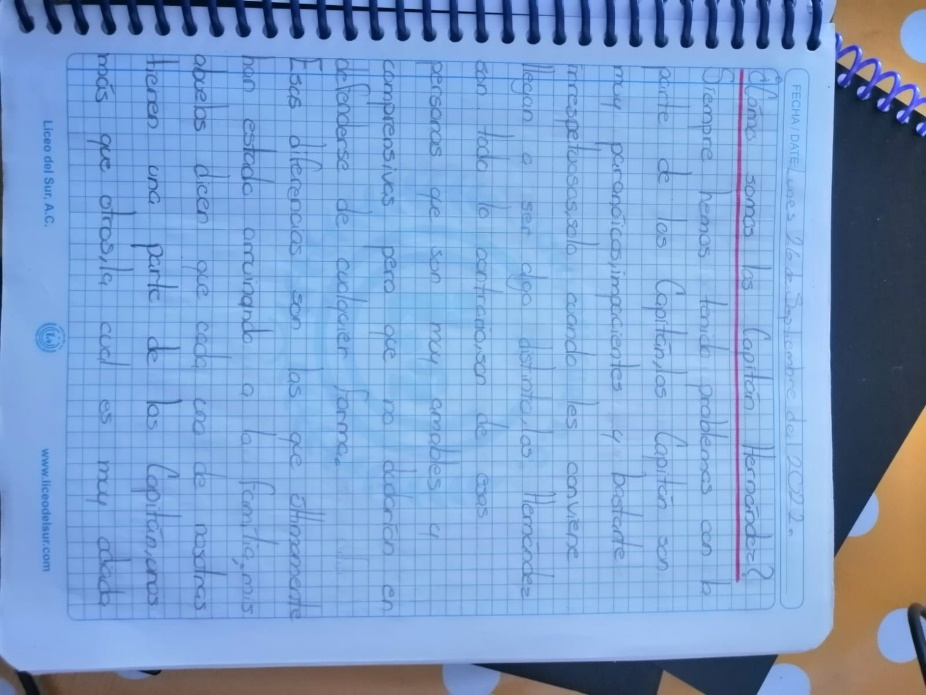 FECHA / DATE: Lunes 26 de Septiembre del 2022.
¿Cómo somos los Capitán Hernández?
Siempre hemos tenido problemas con la
parte de los Capitán, los Capitán son
muy paranóicos, impacientes y bastante
irrespetuosos, solo cuando les conviene
llegan a ser algo distinto, los Hernández
son todo lo contrario, son de esas
personas que son muy amables y
comprensivas pero que no dudarían en
defenderse de cualquier forma.
Esas diferencias son las que últimamente
han estado arruinando a la familia, mis
abuelos dicen que cada uno de nosotros
tienen una parte de los Capitán, unos
más que otros, la cual es muy
Liceo del Sur, A.C.
www.liceodelsur.com